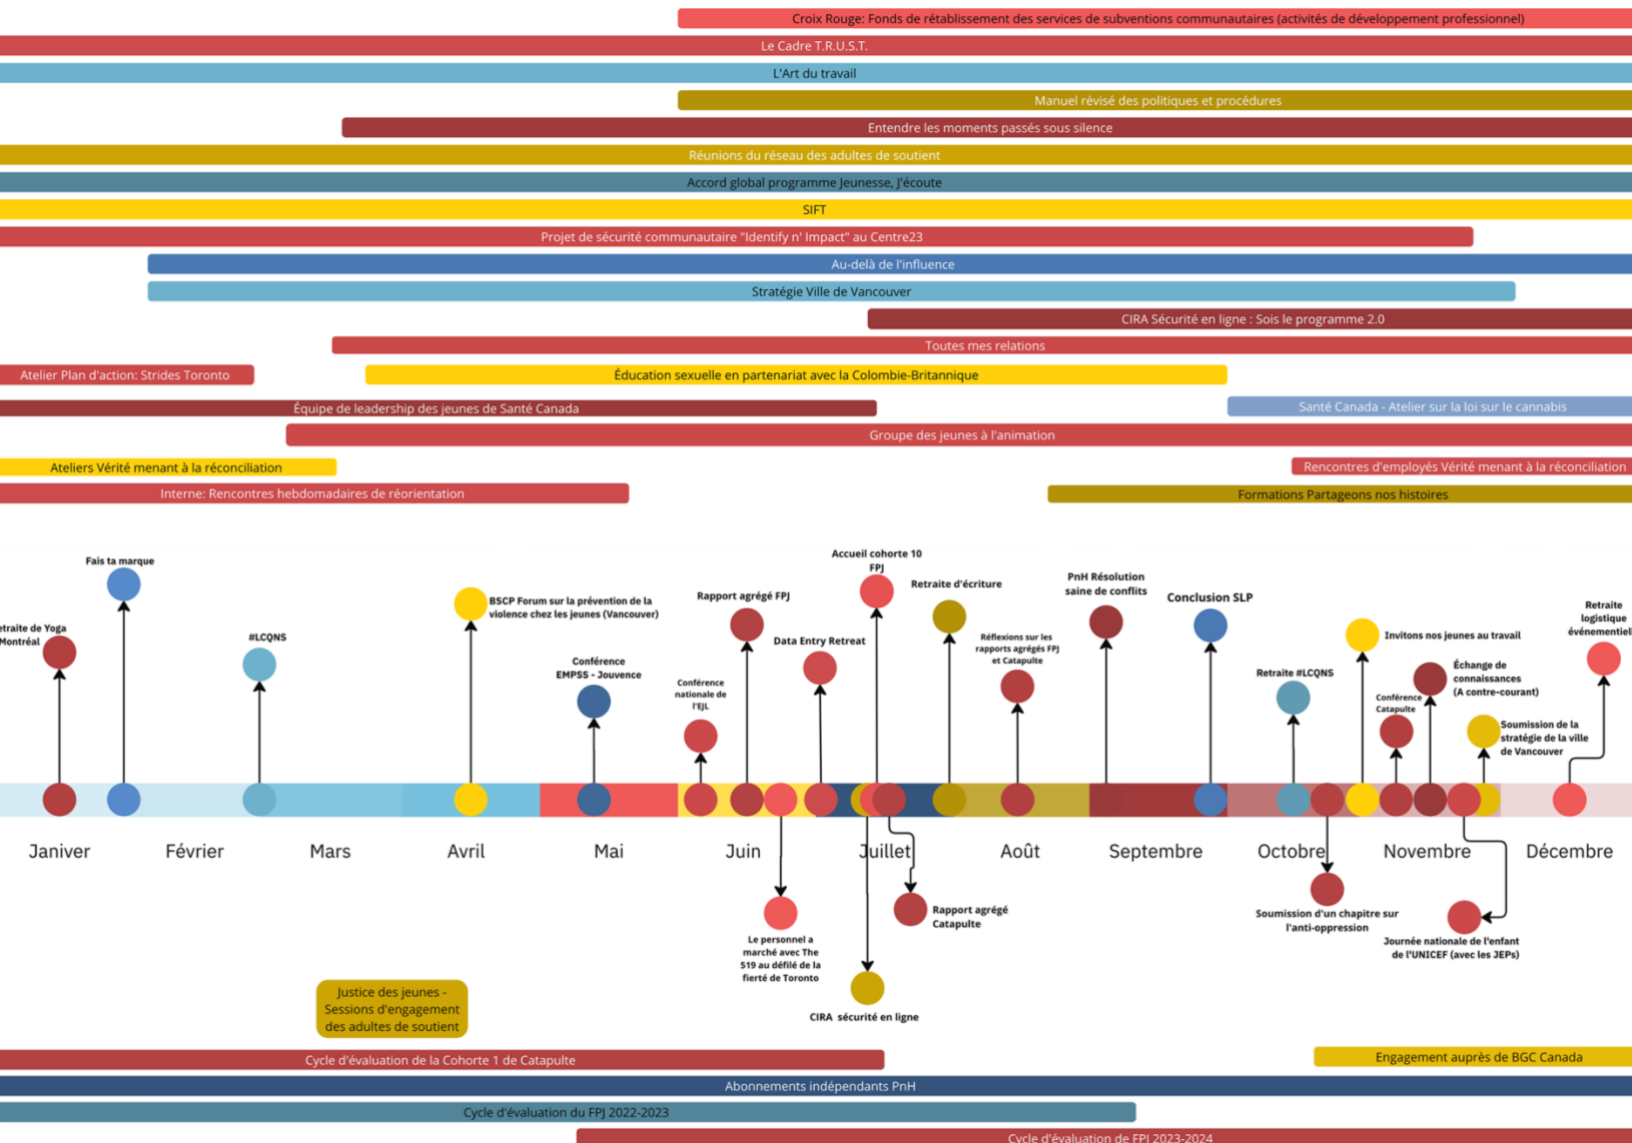 Croix Rouge: Fonds de rétablissement des services de subventions communautaires (activités de développement professionnel)
Le Cadre T.R.U.S.T.
L'Art du travail
Manuel révisé des politiques et procédures
Entendre les moments passés sous silence
Réunions du réseau des adultes de soutient
Accord global programme Jeunesse, J'écoute
SIFT
Projet de sécurité communautaire "Identify n' Impact" au Centre23
Au-delà de l'influence
Stratégie Ville de Vancouver
CIRA Sécurité en ligne : Sois le programme 2.0
Toutes mes relations
Atelier Plan d'action: Strides Toronto
Éducation sexuelle en partenariat avec la Colombie-Britannique
Équipe de leadership des jeunes de Santé Canada
Santé Canada - Atelier sur la loi sur le cannabis
Groupe des jeunes à l'animation
Ateliers Vérité menant à la réconciliation
Rencontres d'employés Vérité menant à la réconciliation
Interne: Rencontres hebdomadaires de réorientation
Formations Partageons nos histoires
etraite de Yoga
Montréal
Fais ta marque
#LCQNS
BSCP Forum sur la prévention de la
violence chez les jeunes (Vancouver)
Conférence
EMPSS - Jouvence
Conférence
nationale de
l'EJL
Rapport agrégé FPJ
Data Entry Retreat
Accueil cohorte 10
FPJ
Retraite d'écriture
Réflexions sur les
rapports agrégés FPJ
et Catapulte
PnH Résolution
saine de conflits
Conclusion SLP
Retraite #LCQNS
Invitons nos jeunes au travail
Conférence
Catapulte
Échange de
connaissances
(A contre-courant)
Soumission de la
stratégie de la ville
de Vancouver
Retraite
logistique
événementiell
Janiver
Février
Mars
Avril
Mai
Juin
Juillet
Août
Septembre
Octobre
Novembre
Décembre
Le personnel a
marché avec The
519 au défilé de la
fierté de Toronto
CIRA sécurité en ligne
Rapport agrégé
Catapulte
Soumission d'un chapitre sur
l'anti-oppression
Journée nationale de l'enfant
de l'UNICEF (avec les JEPs)
Justice des jeunes -
Sessions d'engagement
des adultes de soutient
Cycle d'évaluation de la Cohorte 1 de Catapulte
Engagement auprès de BGC Canada
Abonnements indépendants PnH
Cycle d'évaluation du FPJ 2022-2023
Cycle d'évaluation de FPJ 2023-2024